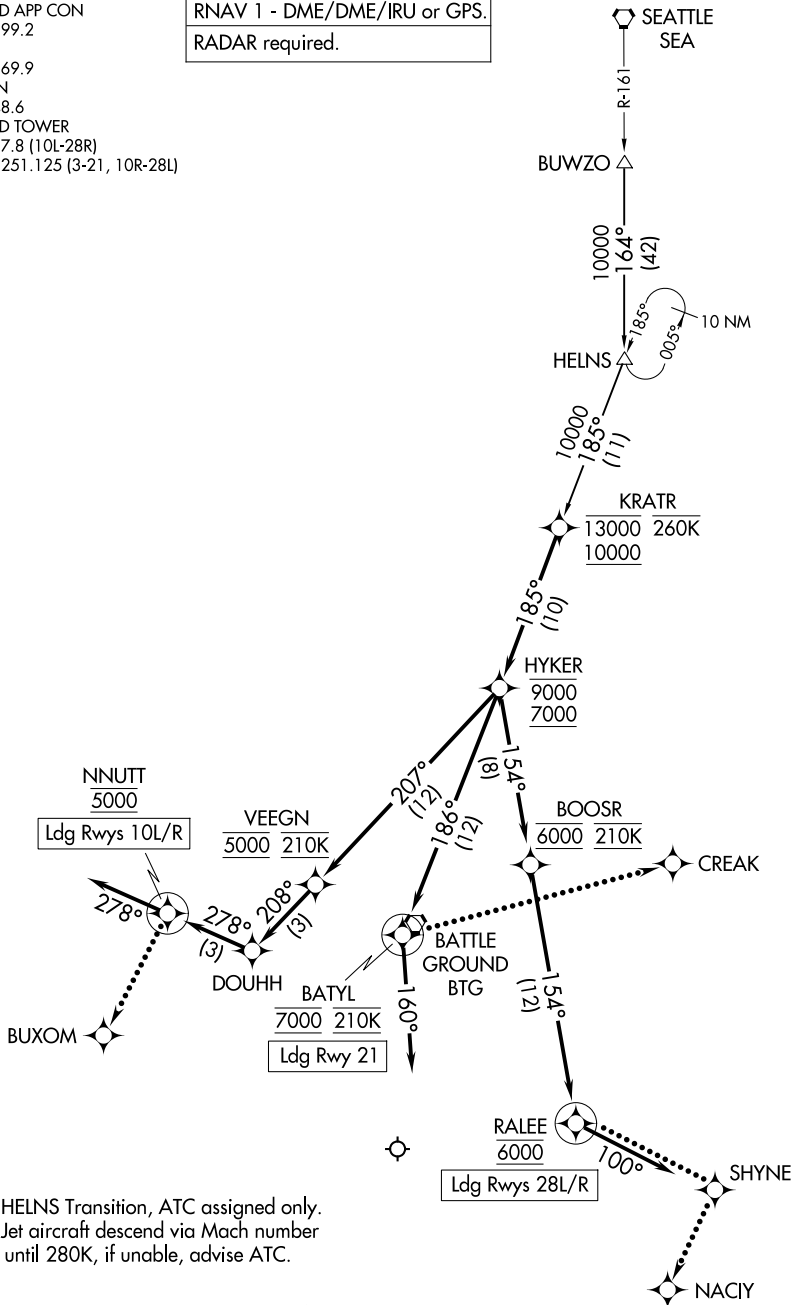 D APP CON
99.2
69.9
N
8.6
D TOWER
7.8 (10L-28R)
251.125 (3-21, 10R-28L)
RNAV 1 - DME/DME/IRU or GPS.
RADAR required.
SEATTLE
SEA
R-161
BUWZO
10000
164°
(42)
185°
005°
10 NM
HELNS
10000
185°
(11)
KRATR
13000 260K
10000
185°
(10)
HYKER
9000
7000
207°
(12)
186°
(12)
154°
(8)
NNUTT
5000
Ldg Rwys 10L/R
VEEGN
5000 210K
BOOSR
6000 210K
CREAK
278°
278°
(3)
208°
(3)
DOUHH
BATTLE
GROUND
BTG
BATYL
7000 210K
Ldg Rwy 21
160°
154°
(12)
BUXOM
RALEE
6000
Ldg Rwys 28L/R
100°
SHYNE
NACIY
HELNS Transition, ATC assigned only.
Jet aircraft descend via Mach number
until 280K, if unable, advise ATC.